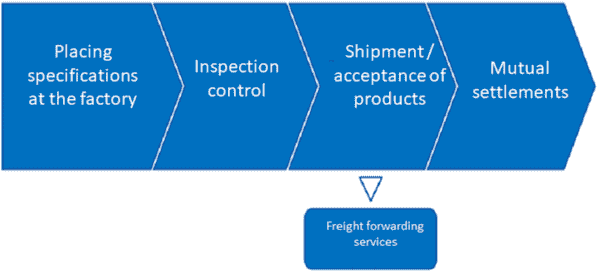 Placing
specifications
at the factory
Inspection
control
Shipment /
acceptance of
products
Mutual
settlements
Freight forwarding
services